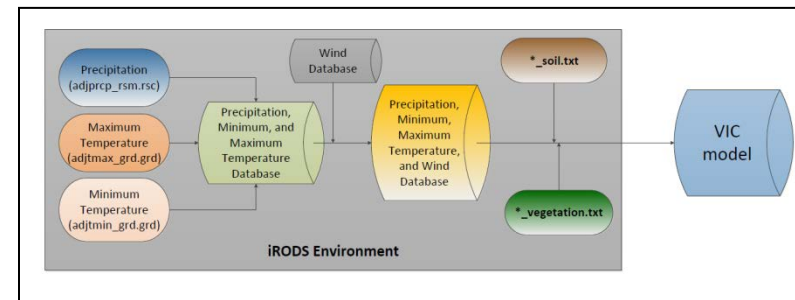 Precipitation
(adjprcp_rsm.rsc)
Maximum
Temperature
(adjtmax_grd.grd)
Minimum
Temperature
(adjtmin_grd.grd)
Precipitation,
Minimum, and
Maximum
Temperature
Database
Wind
Database
Precipitation,
Minimum,
Maximum
Temperature,
and Wind
Database
*_soil.txt
*_vegetation.txt
VIC
model
iRODS Environment